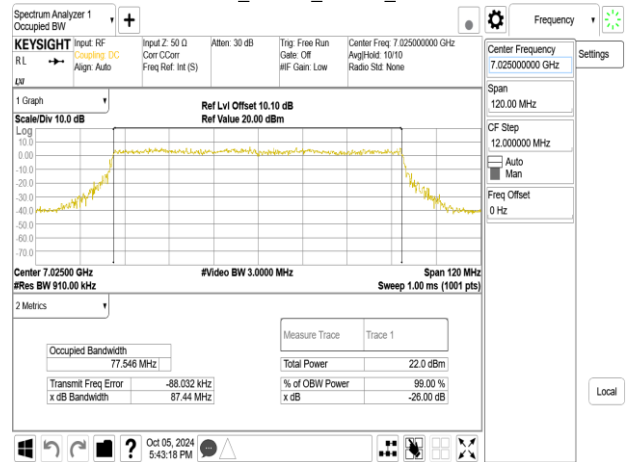 Spectrum Analyzer 1
Occupied BW
Frequency
KEYSIGHT
Input: RF
Coupling: DC
Align: Auto
Input Z: 50 Ω
Corr CCorr
Freq Ref: Int (S)
Atten: 30 dB
Trig: Free Run
Gate: Off
#IF Gain: Low
Center Freq: 7.025000000 GHz
Avg|Hold: 10/10
Radio Std: None
RL
LXI
Center Frequency
7.025000000 GHz
Settings
Span
120.00 MHz
CF Step
12.000000 MHz
Auto
Man
Freq Offset
0 Hz
Local
1 Graph
Scale/Div 10.0 dB
Ref Lvl Offset 10.10 dB
Ref Value 20.00 dBm
Log
10.0
0.00
-10.0
-20.0
-30.0
-40.0
-50.0
-60.0
-70.0
Center 7.02500 GHz
#Res BW 910.00 kHz
#Video BW 3.0000 MHz
Span 120 MHz
Sweep 1.00 ms (1001 pts)
2 Metrics
Measure Trace
Trace 1
Occupied Bandwidth
77.546 MHz
Total Power
22.0 dBm
Transmit Freq Error
-88.032 kHz
% of OBW Power
99.00 %
x dB Bandwidth
87.44 MHz
x dB
-26.00 dB
?
Oct 05, 2024
5:43:18 PM